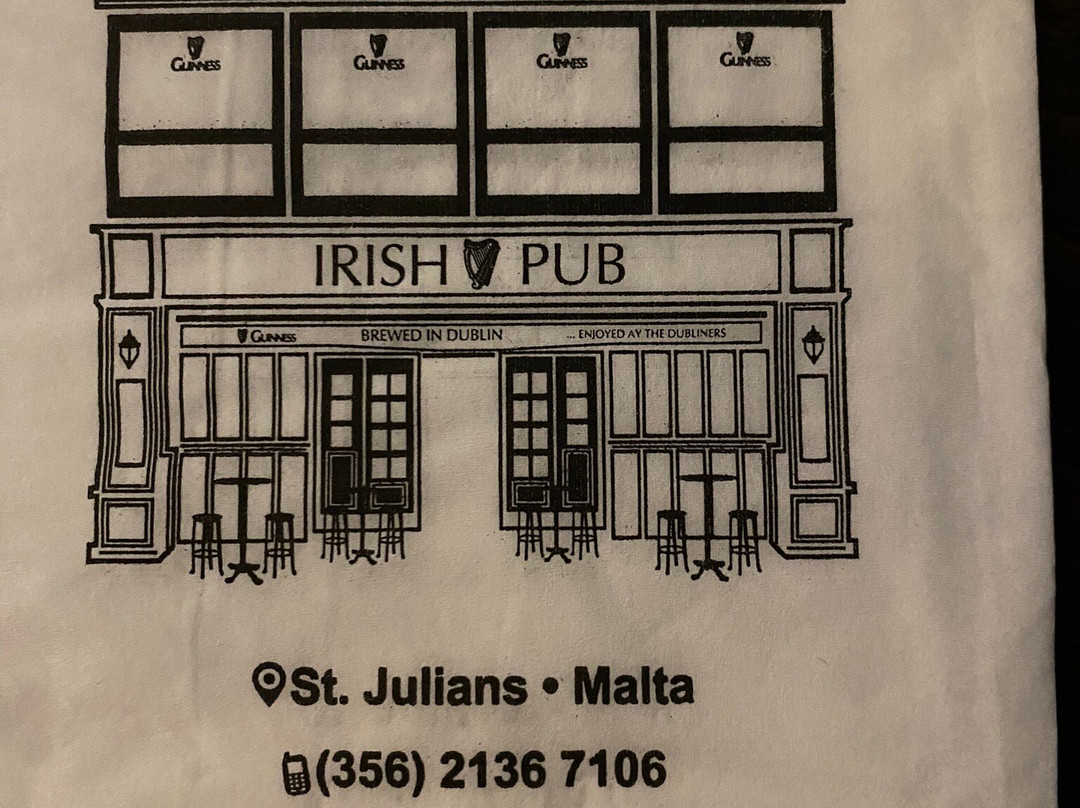 GUINNESS GUINNESS GUINNESS GUINNESS
IRISH PUB
GUINNESS BREWED IN DUBLIN ... ENJOYED AY THE DUBLINERS
St. Julians • Malta
(356) 2136 7106